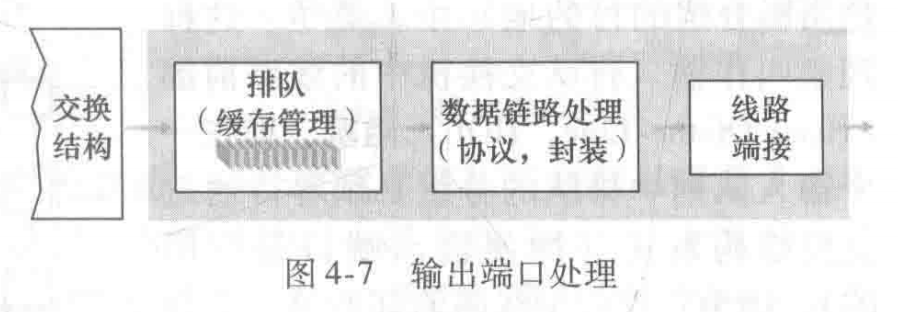 交换
结构
排队
（缓存管理）
数据链路处理
（协议，封装）
线路
端接
图 4-7 输出端口处理